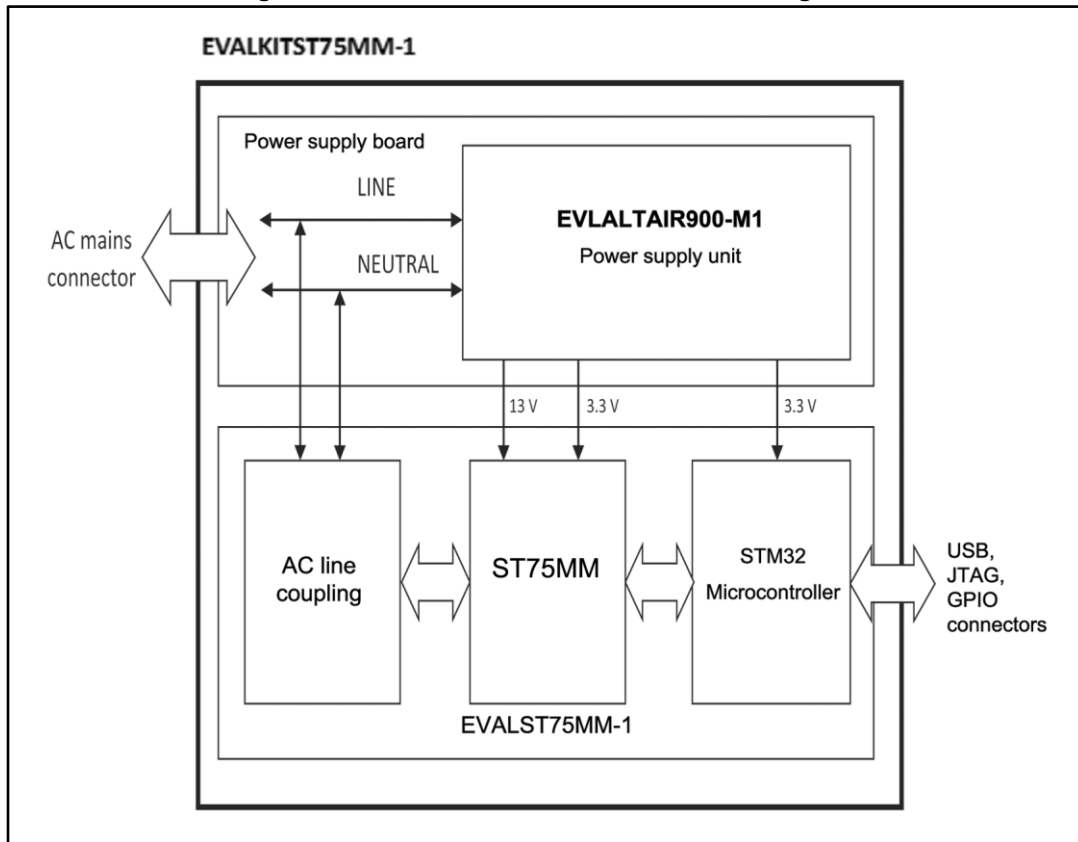 EVALKITST75MM-1
Power supply board
LINE
EVLALTAIR900-M1
Power supply unit
AC mains
connector
NEUTRAL
13 V
3.3 V
3.3 V
AC line
coupling
ST75MM
STM32
Microcontroller
USB,
JTAG,
GPIO
connectors
EVALST75MM-1